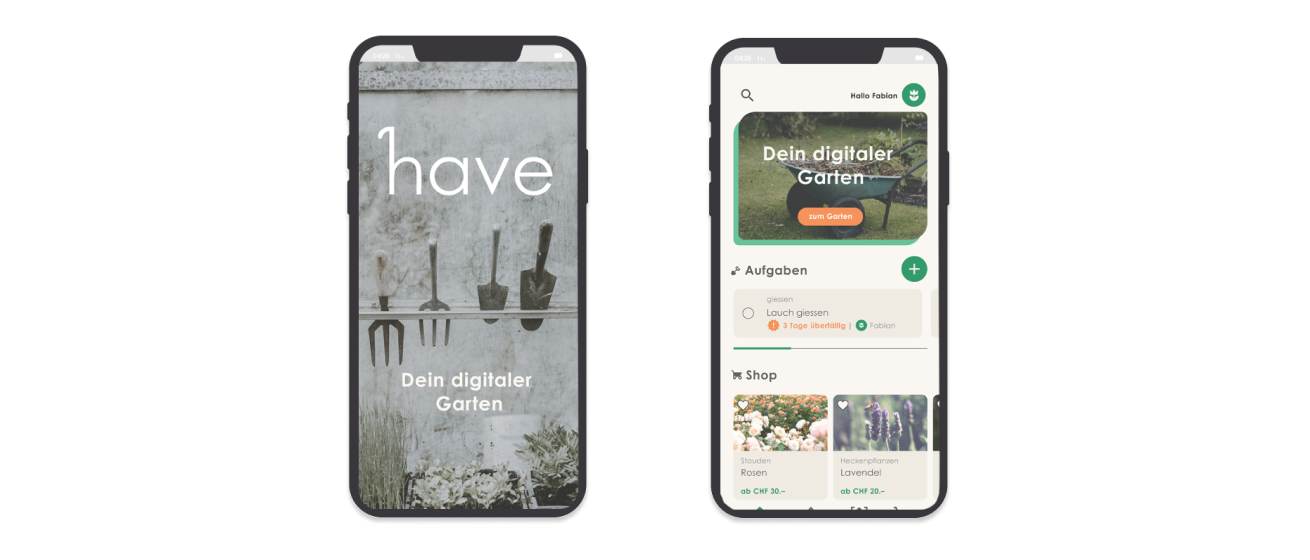 have
Dein digitaler
Garten
Hallo Fabian
Dein digitaler
Garten
zum Garten
Aufgaben
giessen
Lauch giessen
3 Tage überfällig | Fabian
Shop
Stauden
Rosen
ab CHF 30.–
Heckenpflanzen
Lavendel
ab CHF 20.–